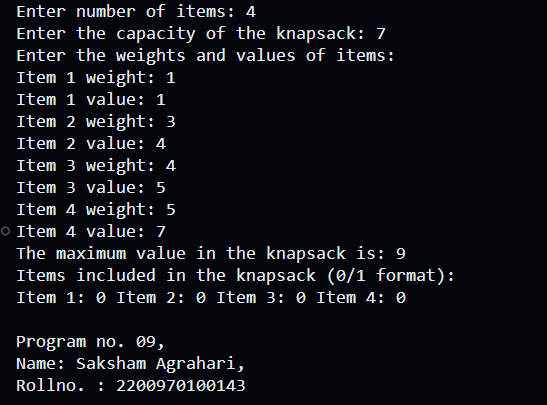 Enter number of items: 4
Enter the capacity of the knapsack: 7
Enter the weights and values of items:
Item 1 weight: 1
Item 1 value: 1
Item 2 weight: 3
Item 2 value: 4
Item 3 weight: 4
Item 3 value: 5
Item 4 weight: 5
Item 4 value: 7
The maximum value in the knapsack is: 9
Items included in the knapsack (0/1 format):
Item 1: 0 Item 2: 0 Item 3: 0 Item 4: 0
Program no. 09,
Name: Saksham Agrahari,
Rollno. : 2200970100143